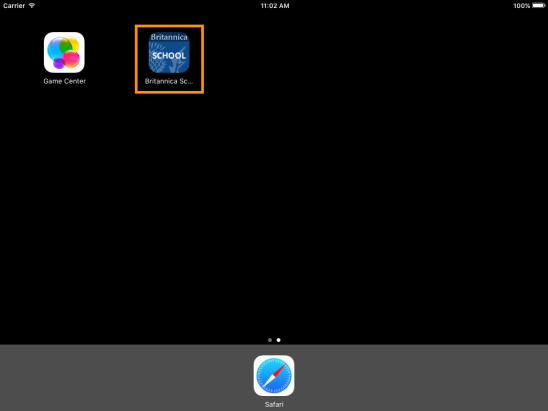 Carrier
11:02 AM
100%
Britannica
SCHOOL
Game Center
Britannica Sc...
Safari